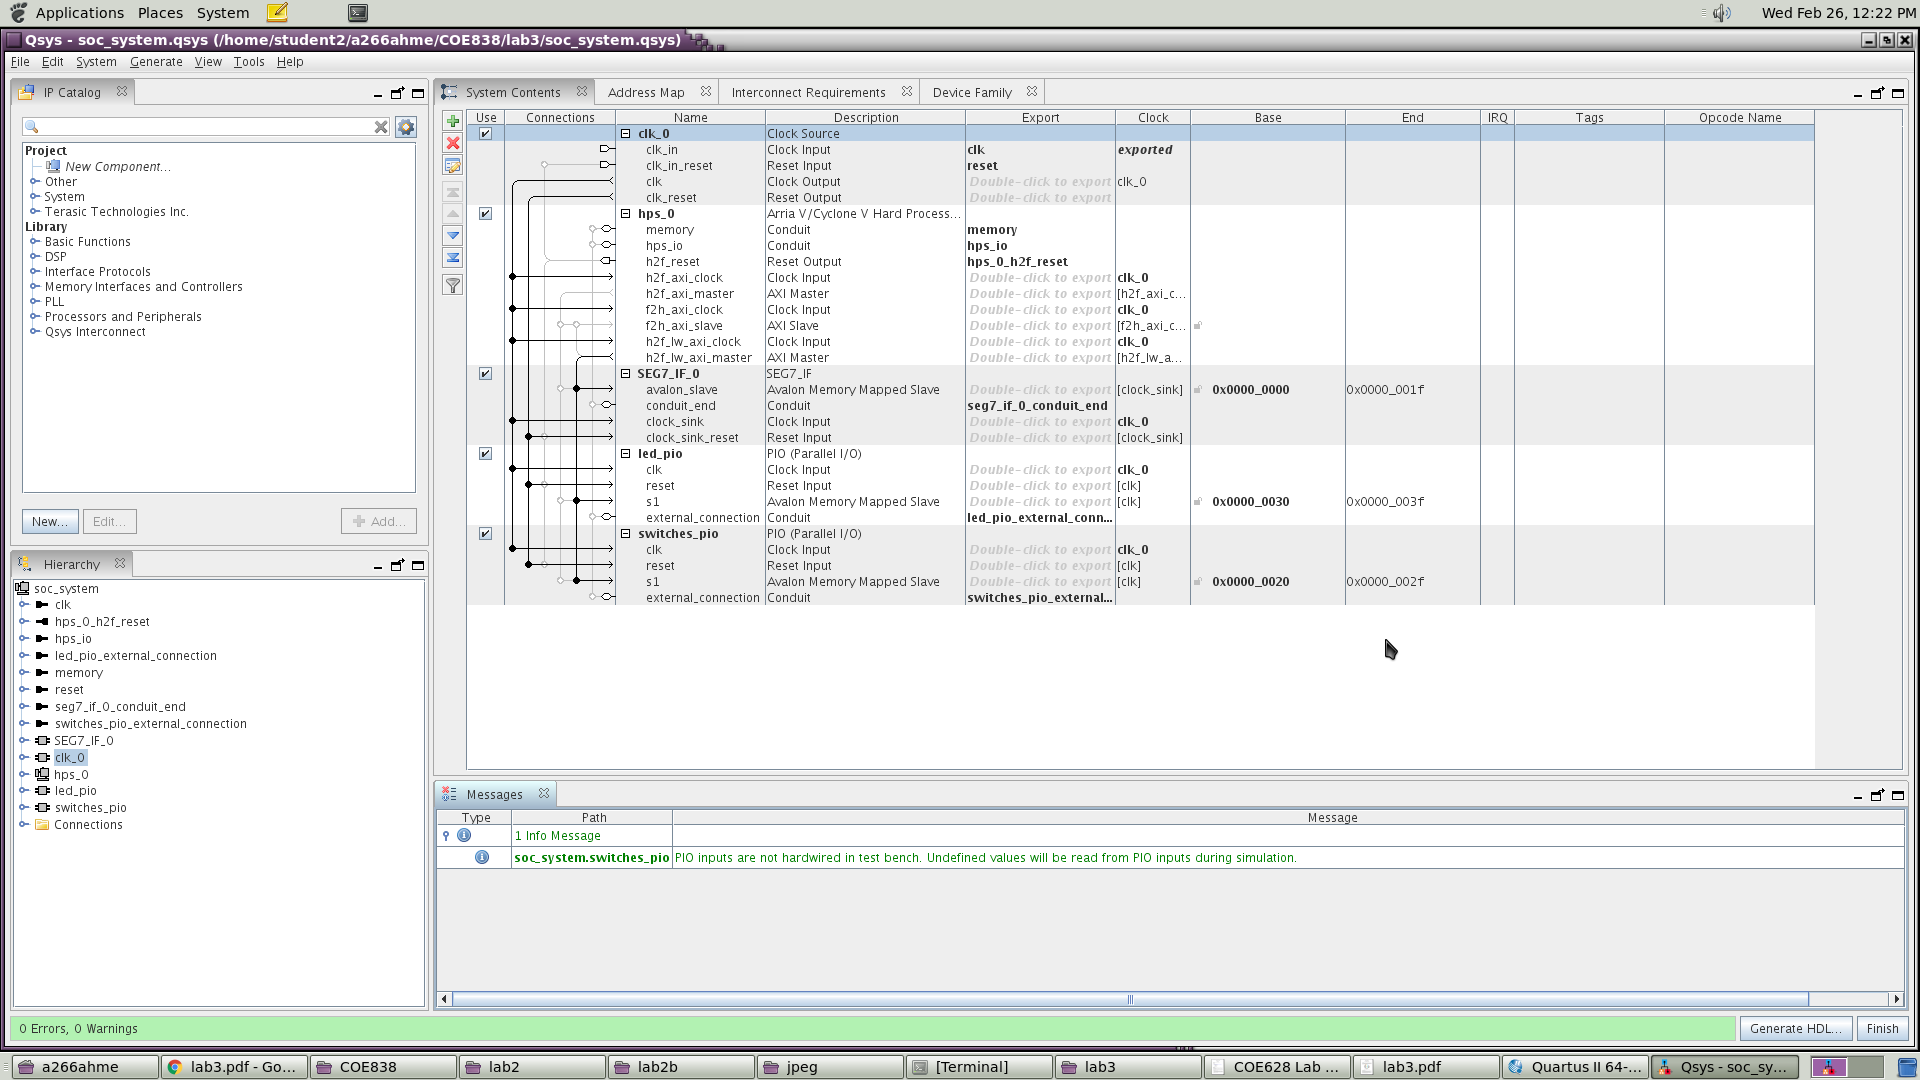 Applications Places System
Wed Feb 26, 12:22 PM
Qsys - soc_system.qsys (/home/student2/a266ahme/COE838/lab3/soc_system.qsys)
File Edit System Generate View Tools Help
IP Catalog
Project
New Component...
Other
System
Terasic Technologies Inc.
Library
Basic Functions
DSP
Interface Protocols
Memory Interfaces and Controllers
PLL
Processors and Peripherals
Qsys Interconnect
New... Edit... Add...
Hierarchy
soc_system
clk
hps_0_h2f_reset
hps_io
led_pio_external_connection
memory
reset
seg7_if_0_conduit_end
switches_pio_external_connection
SEG7_IF_0
clk_0
hps_0
led_pio
switches_pio
Connections
System Contents Address Map Interconnect Requirements Device Family
Use Connections Name Description Export Clock Base End IRQ Tags Opcode Name
clk_0 Clock Source
clk_in Clock Input clk exported
clk_in_reset Reset Input reset
clk Clock Output Double-click to export clk_0
clk_reset Reset Output Double-click to export
hps_0 Arria V/Cyclone V Hard Process...
memory Conduit memory
hps_io Conduit hps_io
h2f_reset Reset Output hps_0_h2f_reset
h2f_axi_clock Clock Input Double-click to export clk_0
h2f_axi_master AXI Master Double-click to export [h2f_axi_c...
f2h_axi_clock Clock Input Double-click to export clk_0
f2h_axi_slave AXI Slave Double-click to export [f2h_axi_c...
h2f_lw_axi_clock Clock Input Double-click to export clk_0
h2f_lw_axi_master AXI Master Double-click to export [h2f_lw_a...
SEG7_IF_0 SEG7_IF
avalon_slave Avalon Memory Mapped Slave Double-click to export [clock_sink] 0x0000_0000 0x0000_001f
conduit_end Conduit seg7_if_0_conduit_end
clock_sink Clock Input Double-click to export clk_0
clock_sink_reset Reset Input Double-click to export [clock_sink]
led_pio PIO (Parallel I/O)
clk Clock Input Double-click to export clk_0
reset Reset Input Double-click to export [clk]
s1 Avalon Memory Mapped Slave Double-click to export [clk] 0x0000_0030 0x0000_003f
external_connection Conduit led_pio_external_conn...
switches_pio PIO (Parallel I/O)
clk Clock Input Double-click to export clk_0
reset Reset Input Double-click to export [clk]
s1 Avalon Memory Mapped Slave Double-click to export [clk] 0x0000_0020 0x0000_002f
external_connection Conduit switches_pio_external...
Messages
Type Path Message
1 Info Message
soc_system.switches_pio PIO inputs are not hardwired in test bench. Undefined values will be read from PIO inputs during simulation.
0 Errors, 0 Warnings
Generate HDL... Finish
a266ahme lab3.pdf - Go... COE838 lab2 lab2b jpeg [Terminal] lab3 COE628 Lab ... lab3.pdf Quartus II 64-... Qsys - soc_sy...